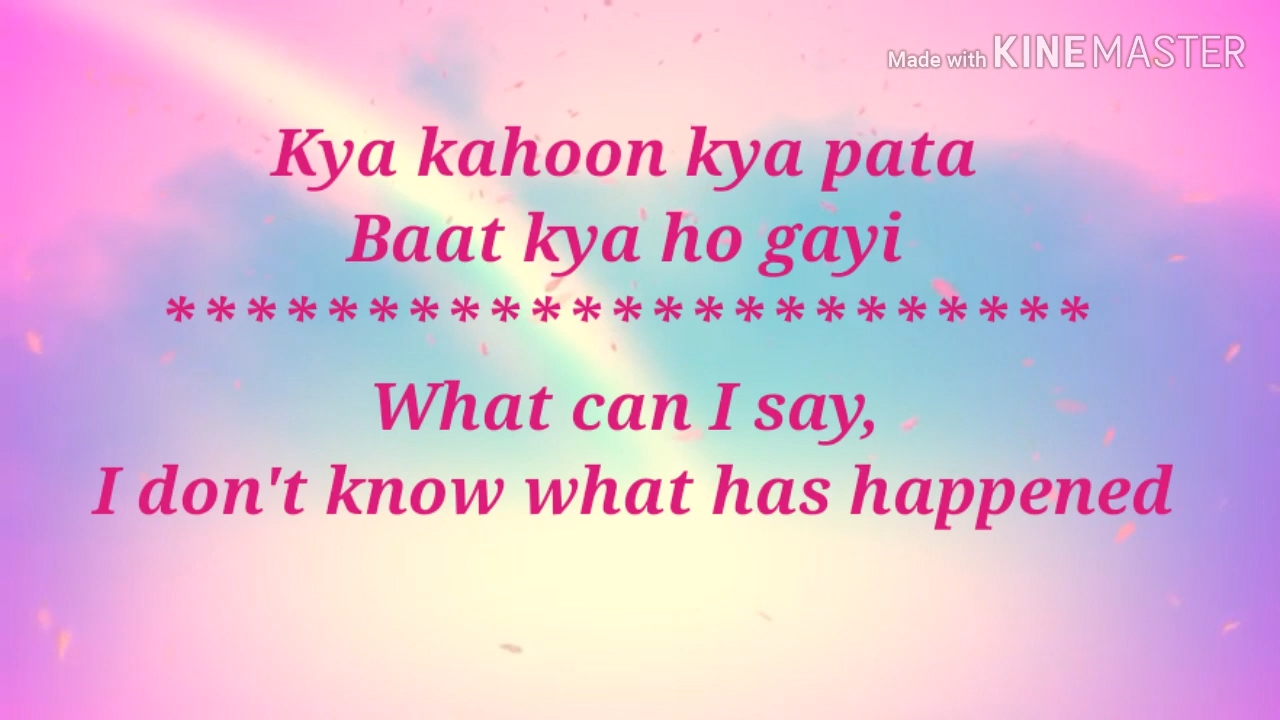 Made with KINEMASTER
Kya kahoon kya pata
Baat kya ho gayi
***********************
What can I say,
I don't know what has happened